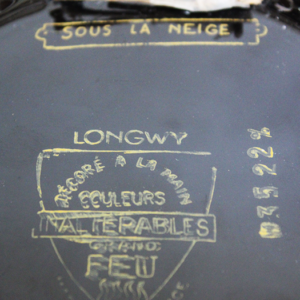 SOUS LA NEIGE
LONGWY
DÉCORÉ A LA MAIN
COULEURS
INALTÉRABLES
GRAND
FEU